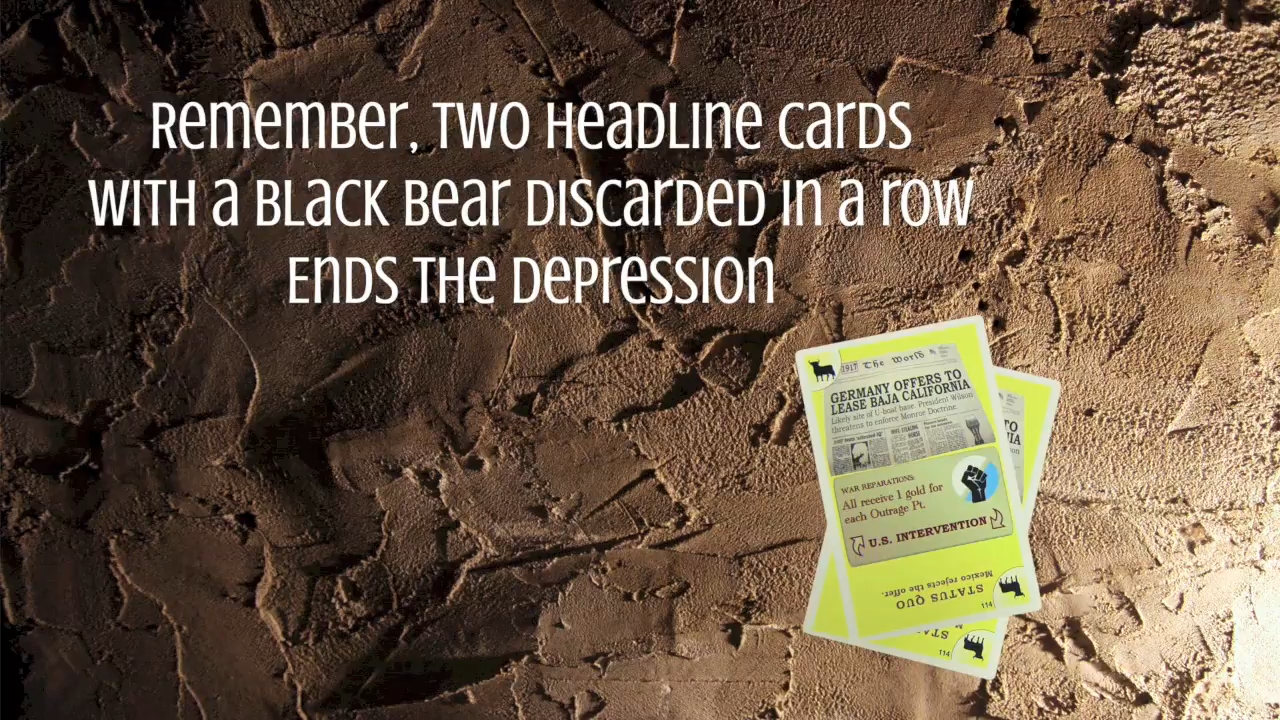 Remember, two headline cards
with a black bear discarded in a row
ends the depression
1917 The World
GERMANY OFFERS TO
LEASE BAJA CALIFORNIA
Likely site of U-boat base. President Wilson
threatens to enforce Monroe Doctrine.
WAR REPARATIONS:
All receive 1 gold for
each Outrage Pt.
U.S. INTERVENTION
Mexico rejects the offer.
STATUS QUO
114
TO
114